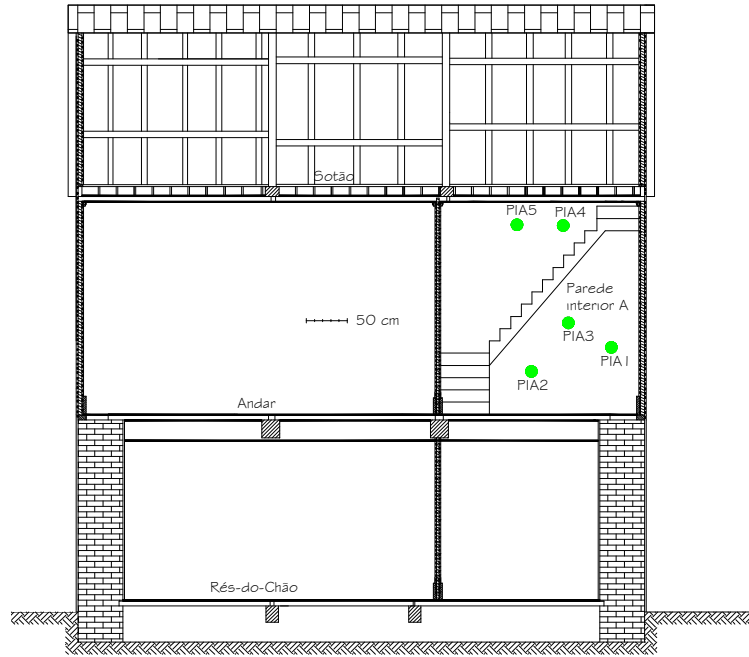 Sotão
PIA5
PIA4
Parede
interior A
50 cm
PIA3
PIA1
PIA2
Andar
Rés-do-Chão